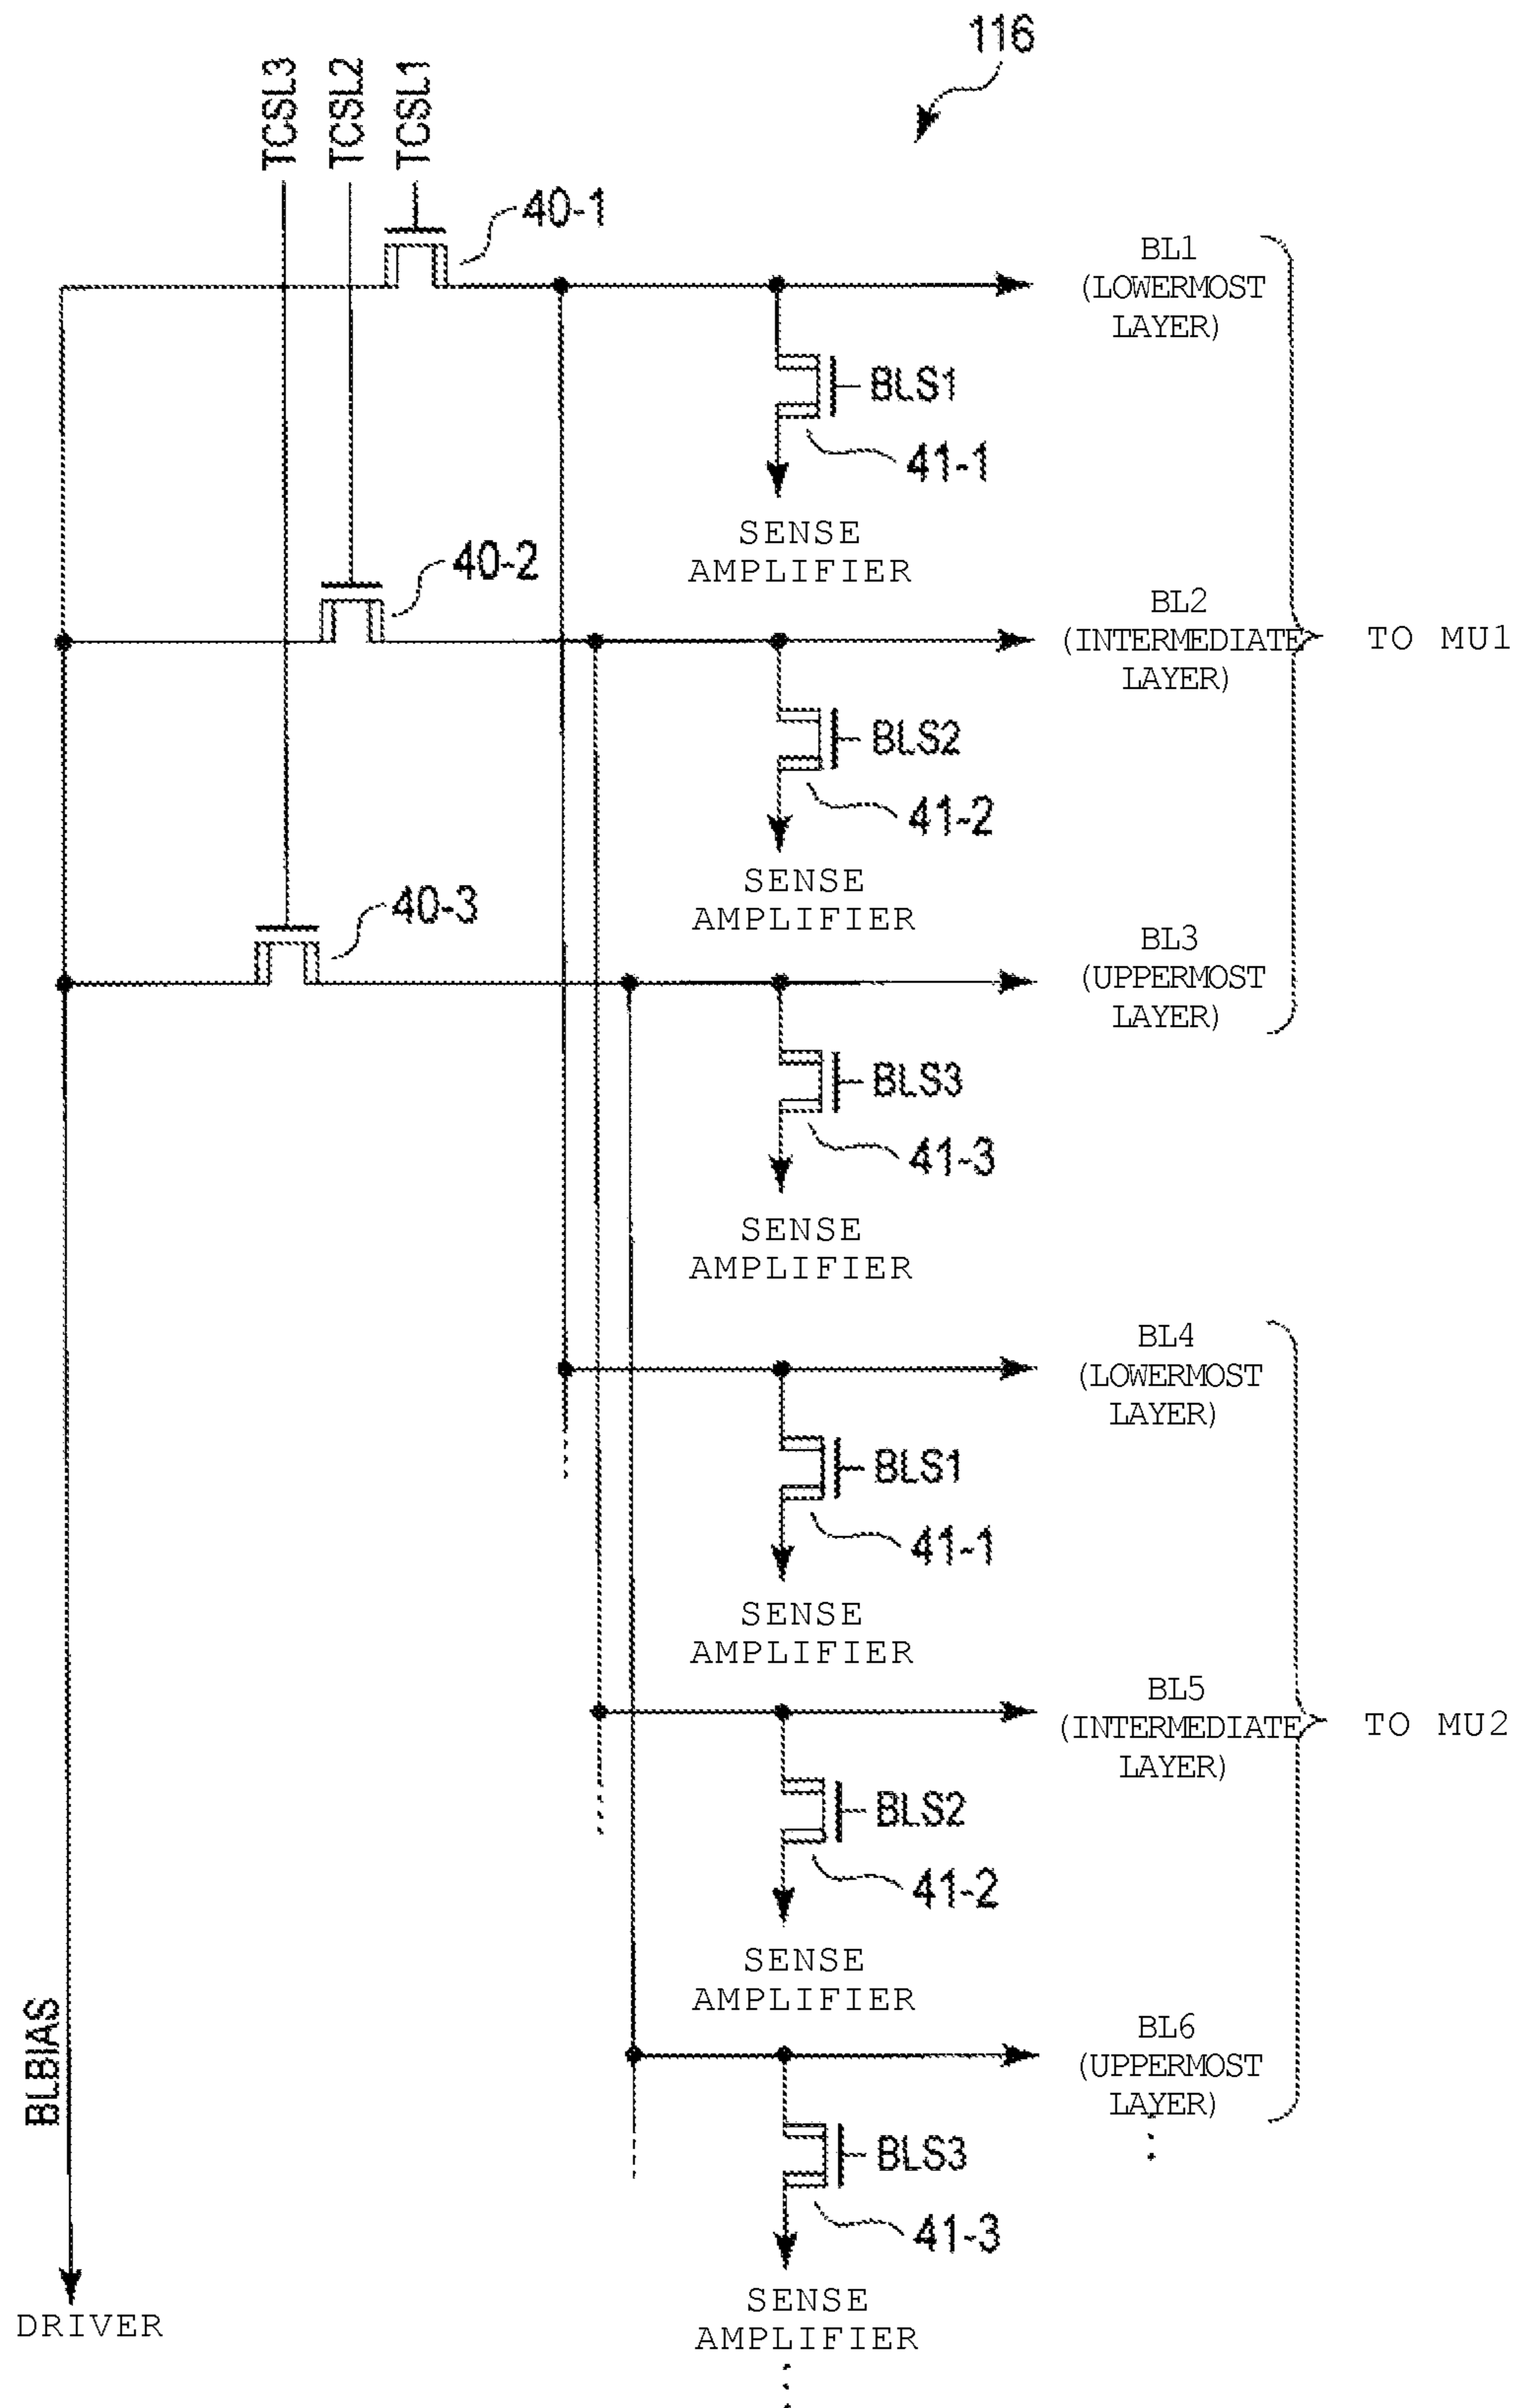 116
TCSL3
TCSL2
TCSL1
40-1
BL1
(LOWERMOST
LAYER)
BLS1
41-1
SENSE
AMPLIFIER
40-2
BL2
(INTERMEDIATE
LAYER)
TO MU1
BLS2
41-2
SENSE
AMPLIFIER
40-3
BL3
(UPPERMOST
LAYER)
BLS3
41-3
SENSE
AMPLIFIER
BL4
(LOWERMOST
LAYER)
BLS1
41-1
SENSE
AMPLIFIER
BL5
(INTERMEDIATE
LAYER)
TO MU2
BLS2
41-2
SENSE
AMPLIFIER
BL6
(UPPERMOST
LAYER)
BLBIAS
BLS3
41-3
SENSE
AMPLIFIER
DRIVER